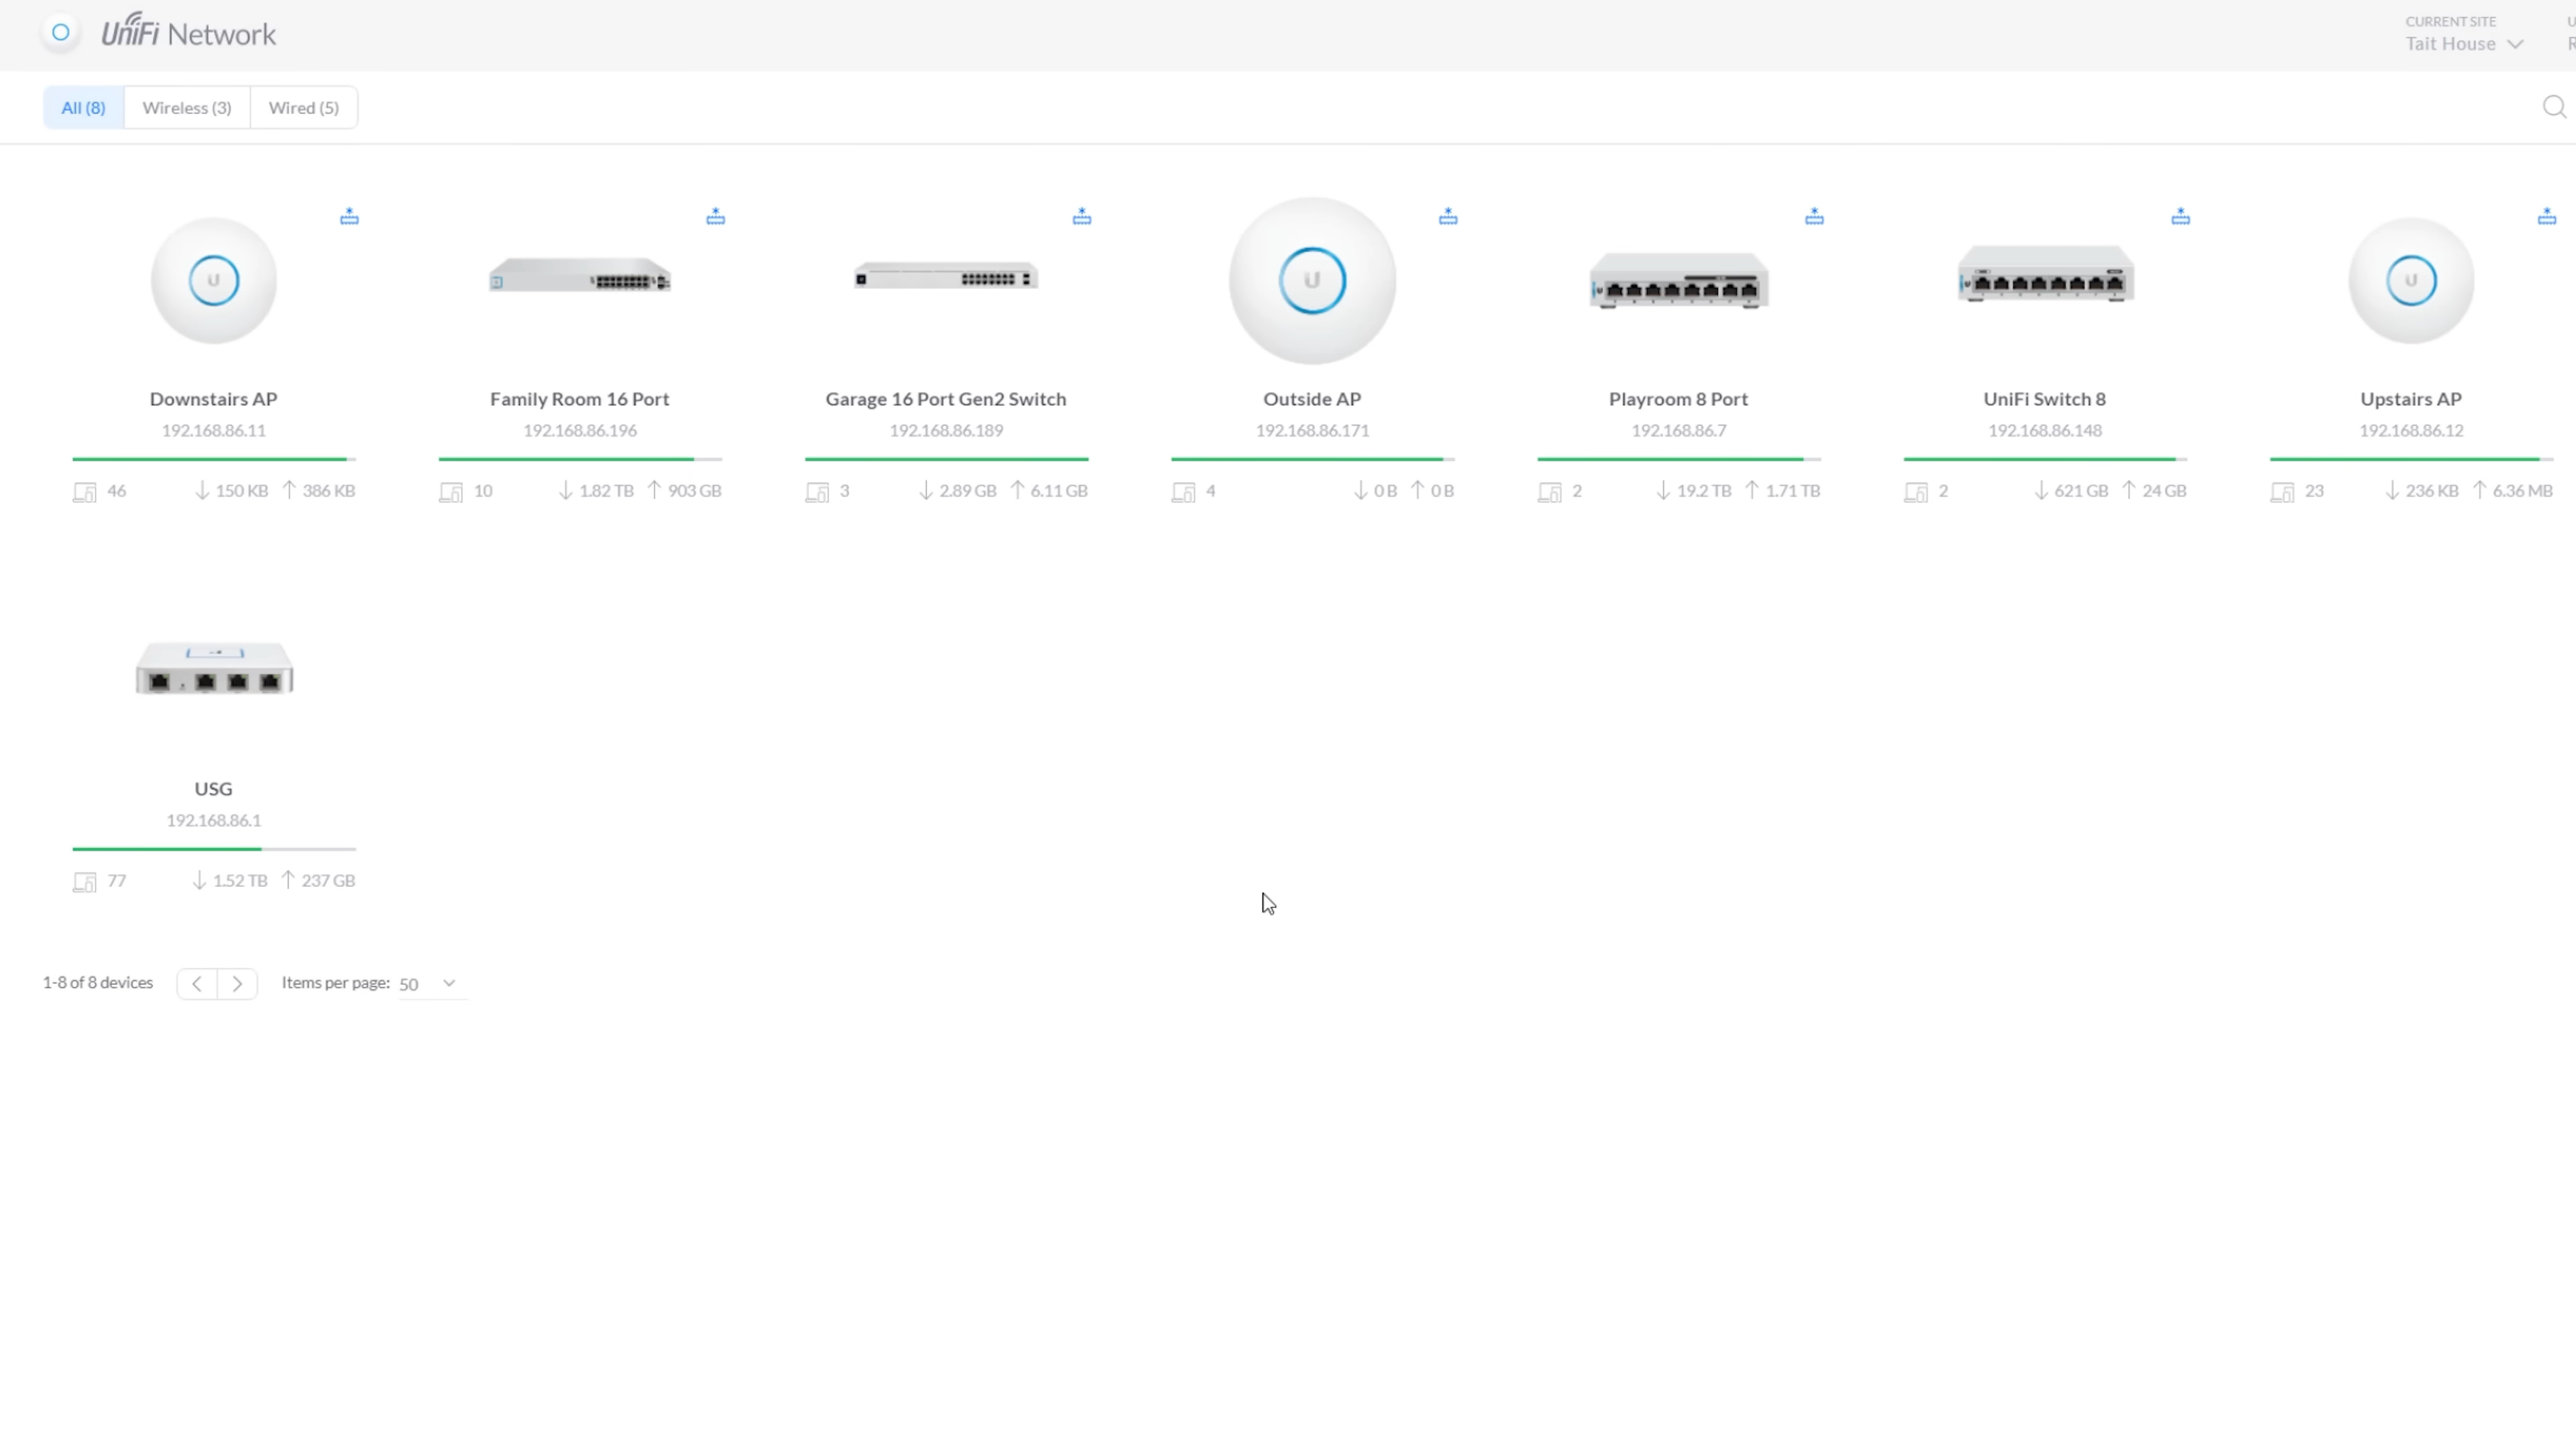 UniFi Network
CURRENT SITE
Tait House
All (8)
Wireless (3)
Wired (5)
Downstairs AP
192.168.86.11
46
150 KB
386 KB
Family Room 16 Port
192.168.86.196
10
1.82 TB
903 GB
Garage 16 Port Gen2 Switch
192.168.86.189
3
2.89 GB
6.11 GB
Outside AP
192.168.86.171
4
0 B
0 B
Playroom 8 Port
192.168.86.7
2
19.2 TB
1.71 TB
UniFi Switch 8
192.168.86.148
2
621 GB
24 GB
Upstairs AP
192.168.86.12
23
236 KB
6.36 MB
USG
192.168.86.1
77
1.52 TB
237 GB
1-8 of 8 devices
Items per page: 50